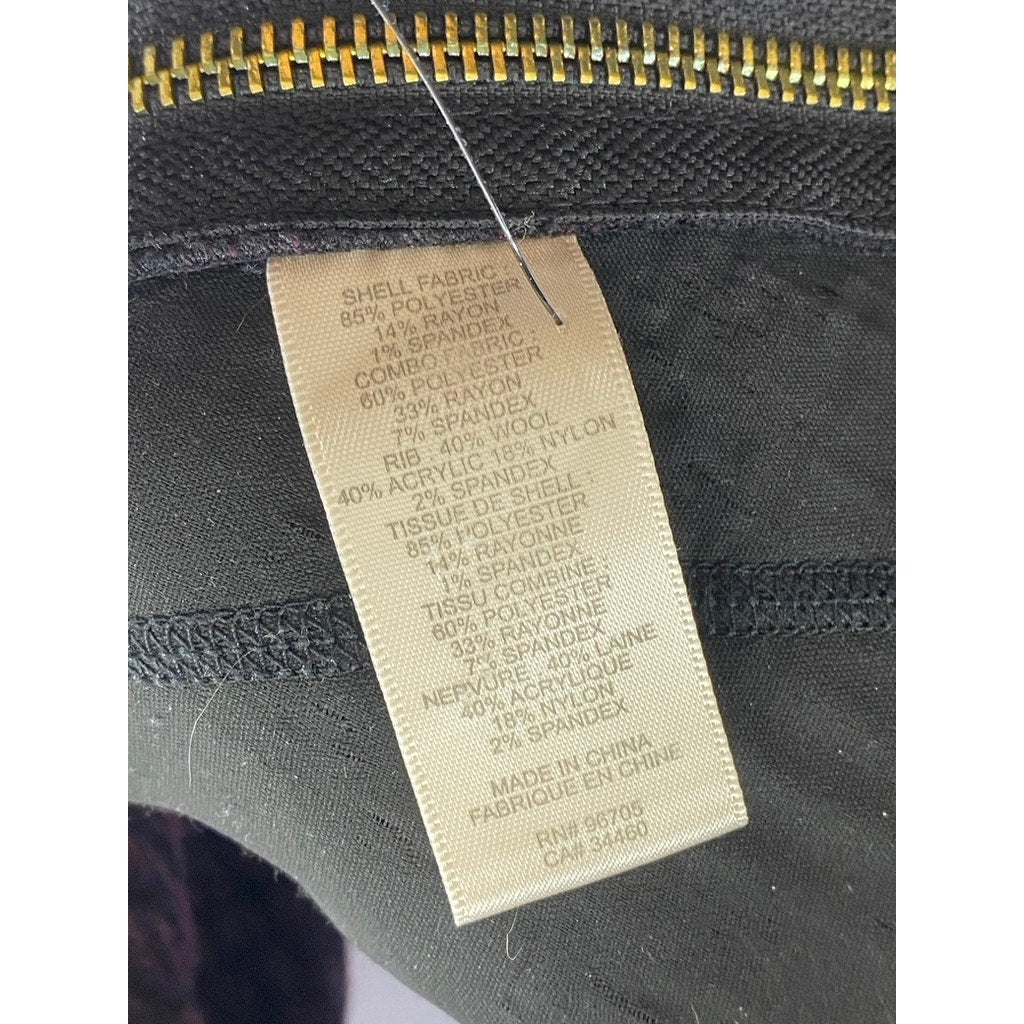 SHELL FABRIC :
85% POLYESTER
14% RAYON
1% SPANDEX
COMBO FABRIC :
60% POLYESTER
33% RAYON
7% SPANDEX
RIB : 40% WOOL
40% ACRYLIC 18% NYLON
2% SPANDEX
TISSUE DE SHELL
85% POLYESTER
14% RAYONNE
1% SPANDEX
TISSU COMBINE :
60% POLYESTER
33% RAYONNE
7% SPANDEX
NEPVURE : 40% LAINE
40% ACRYLIQUE
18% NYLON
2% SPANDEX
MADE IN CHINA
FABRIQUE EN CHINE
RN# 96705
CA# 34460